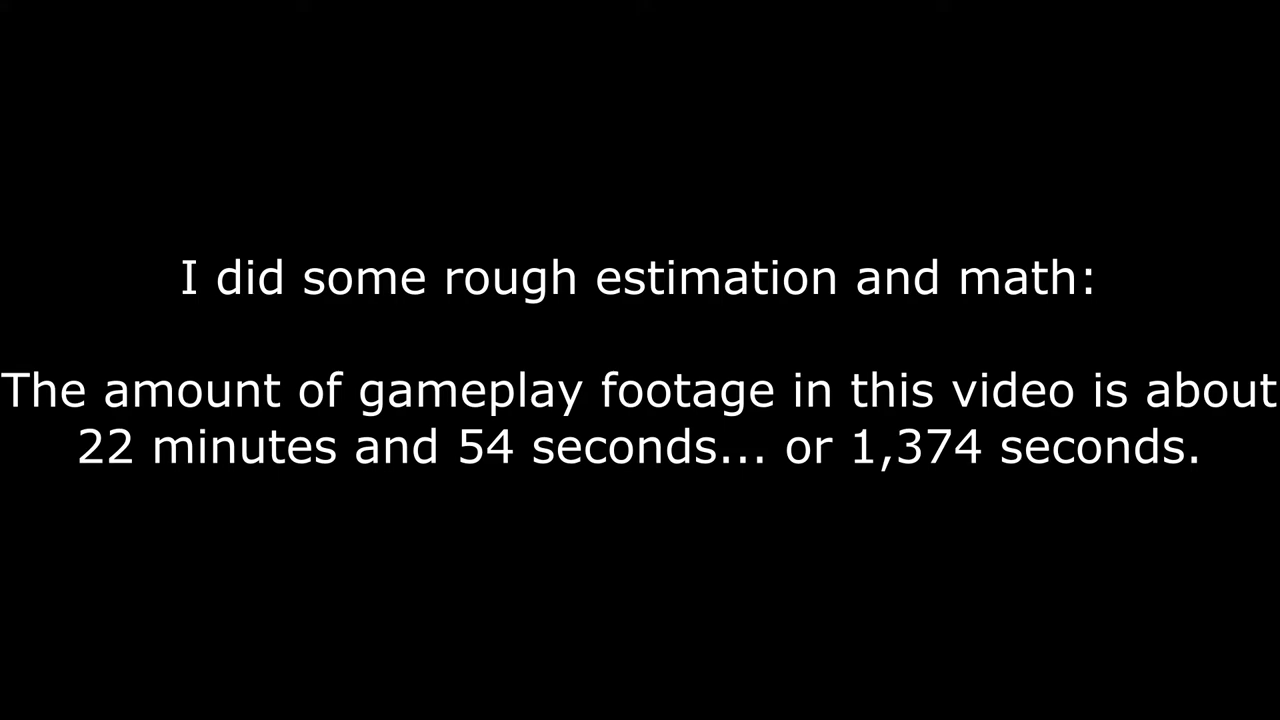 I did some rough estimation and math:
The amount of gameplay footage in this video is about
22 minutes and 54 seconds... or 1,374 seconds.